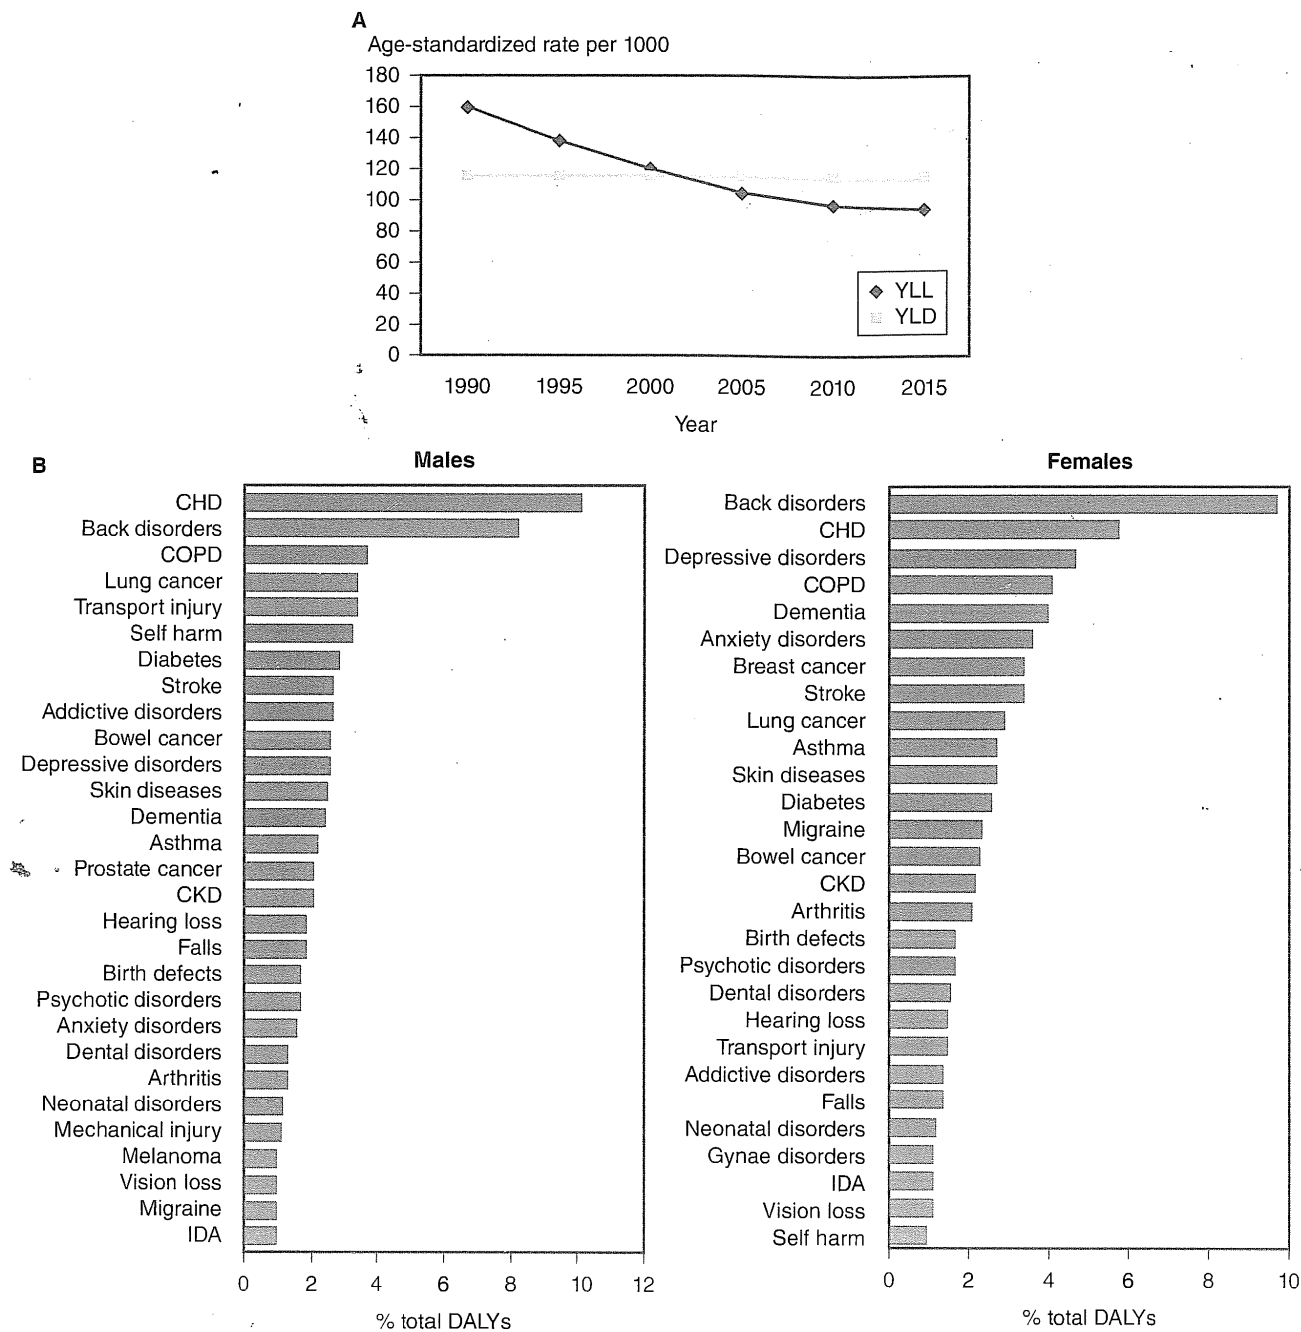 A
Age-standardized rate per 1000
180
160
140
120
100
80
60
40
20
0
YLL
YLD
1990 1995 2000 2005 2010 2015
Year
B
Males
CHD
Back disorders
COPD
Lung cancer
Transport injury
Self harm
Diabetes
Stroke
Addictive disorders
Bowel cancer
Depressive disorders
Skin diseases
Dementia
Asthma
Prostate cancer
CKD
Hearing loss
Falls
Birth defects
Psychotic disorders
Anxiety disorders
Dental disorders
Arthritis
Neonatal disorders
Mechanical injury
Melanoma
Vision loss
Migraine
IDA
0 2 4 6 8 10 12
% total DALYs
Females
Back disorders
CHD
Depressive disorders
COPD
Dementia
Anxiety disorders
Breast cancer
Stroke
Lung cancer
Asthma
Skin diseases
Diabetes
Migraine
Bowel cancer
CKD
Arthritis
Birth defects
Psychotic disorders
Dental disorders
Hearing loss
Transport injury
Addictive disorders
Falls
Neonatal disorders
Gynae disorders
IDA
Vision loss
Self harm
0 2 4 6 8 10
% total DALYs